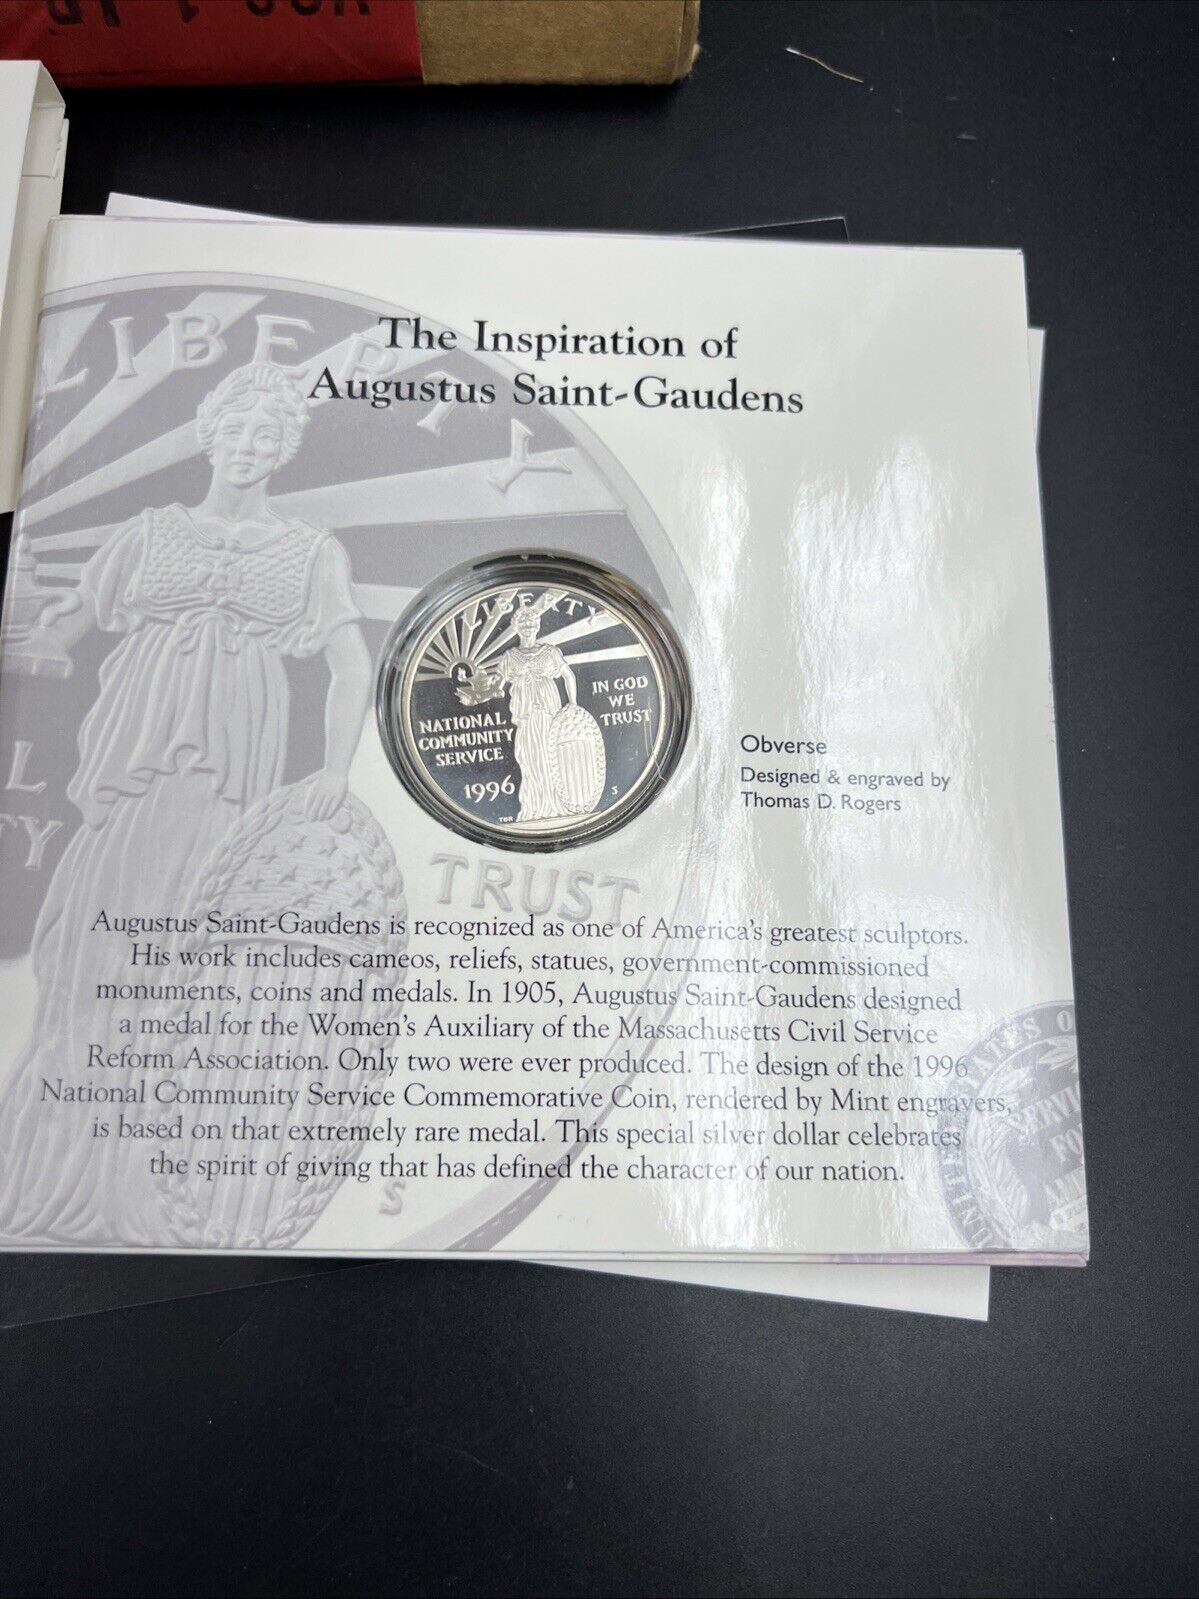 The Inspiration of
Augustus Saint-Gaudens
LIBERTY
TRUST
LIBERTY
IN GOD
WE
TRUST
NATIONAL
COMMUNITY
SERVICE
1996
S
TDR
Obverse
Designed & engraved by
Thomas D. Rogers
Augustus Saint-Gaudens is recognized as one of America's greatest sculptors.
His work includes cameos, reliefs, statues, government-commissioned
monuments, coins and medals. In 1905, Augustus Saint-Gaudens designed
a medal for the Women's Auxiliary of the Massachusetts Civil Service
Reform Association. Only two were ever produced. The design of the 1996
National Community Service Commemorative Coin, rendered by Mint engravers,
is based on that extremely rare medal. This special silver dollar celebrates
the spirit of giving that has defined the character of our nation.
S